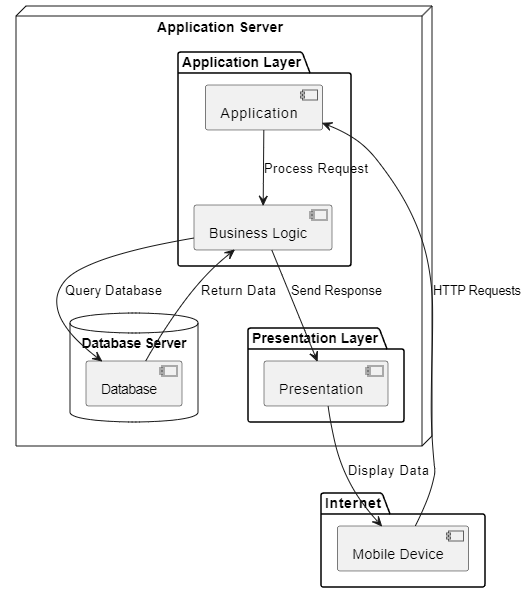 Application Server
Application Layer
Application
Process Request
Business Logic
Query Database
Return Data
Send Response
HTTP Requests
Database Server
Database
Presentation Layer
Presentation
Display Data
Internet
Mobile Device